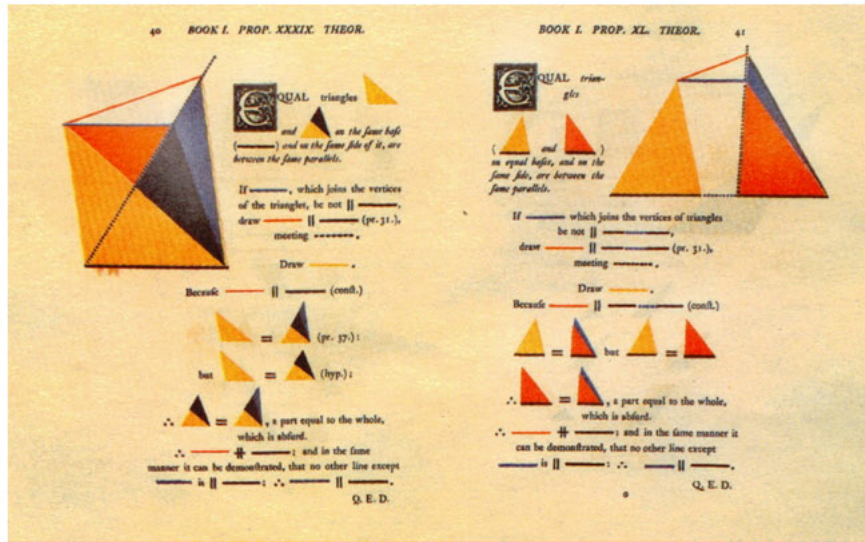 40 BOOK I. PROP. XXXIX. THEOR.
EQUAL triangles
and on the ſame baſe
( ) and on the ſame ſide of it, are
between the ſame parallels.
If , which joins the vertices
of the triangles, be not || ,
draw || (pr. 31.),
meeting .
Draw .
Becauſe || (conſt.)
= (pr. 37.) :
but = (hyp.) ;
∴ = , a part equal to the whole,
which is abſurd.
∴ ∦ ; and in the ſame
manner it can be demonſtrated, that no other line except
is || ; ∴ || .
Q. E. D.
BOOK I. PROP. XL. THEOR. 41
EQUAL trian-
gles
( and )
on equal baſes, and on the
ſame ſide, are between the
ſame parallels.
If which joins the vertices of triangles
be not || ,
draw || (pr. 31.),
meeting .
Draw .
Becauſe || (conſt.)
= but =
∴ = , a part equal to the whole,
which is abſurd.
∴ ∦ ; and in the ſame manner it
can be demonſtrated, that no other line except
is || : ∴ || .
Q. E. D.